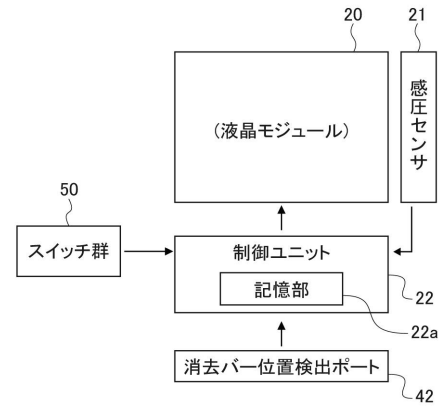 20
21
(液晶モジュール)
感圧センサ
50
スイッチ群
制御ユニット
記憶部
22
22a
消去バー位置検出ポート
42